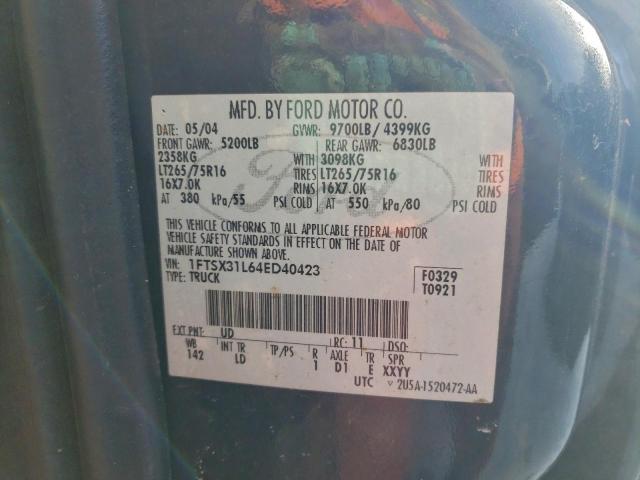 MFD. BY FORD MOTOR CO.
DATE: 05/04 GVWR: 9700LB/ 4399KG
FRONT GAWR: 5200LB REAR GAWR: 6830LB
2358KG WITH 3098KG WITH
LT265/75R16 TIRES LT265/75R16 TIRES
16X7.0K RIMS 16X7.0K RIMS
AT 380 kPa/55 PSI COLD AT 550 kPa/80 PSI COLD
Ford
THIS VEHICLE CONFORMS TO ALL APPLICABLE FEDERAL MOTOR
VEHICLE SAFETY STANDARDS IN EFFECT ON THE DATE OF
MANUFACTURE SHOWN ABOVE.
VIN: 1FTSX31L64ED40423 F0329
TYPE: TRUCK T0921
EXT PNT: UD RC: 11 DSO:
WB INT TR TP/PS R AXLE TR SPR
142 LD 1 D1 E XXYY
UTC 2U5A-1520472-AA